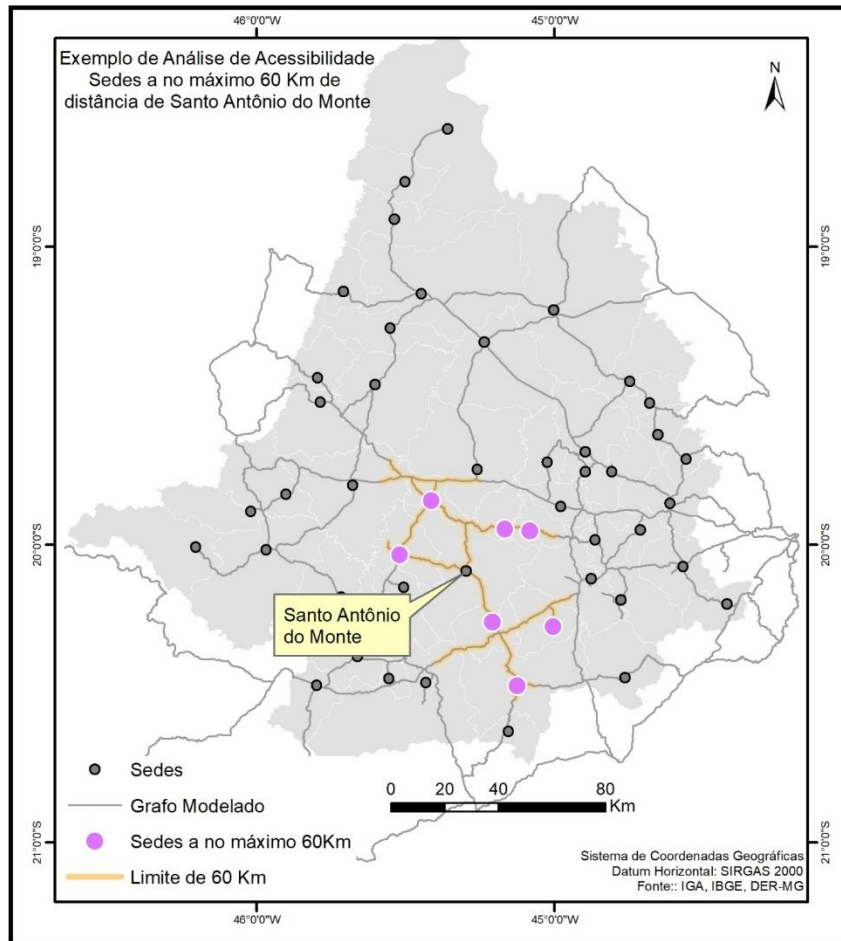 46°0'0"W
45°0'0"W
Exemplo de Análise de Acessibilidade
Sedes a no máximo 60 Km de
distância de Santo Antônio do Monte
N
19°0'0"S
19°0'0"S
20°0'0"S
20°0'0"S
Santo Antônio
do Monte
Sedes
Grafo Modelado
Sedes a no máximo 60Km
Limite de 60 Km
0 20 40 80
Km
21°0'0"S
21°0'0"S
Sistema de Coordenadas Geográficas
Datum Horizontal: SIRGAS 2000
Fonte:: IGA, IBGE, DER-MG
46°0'0"W
45°0'0"W